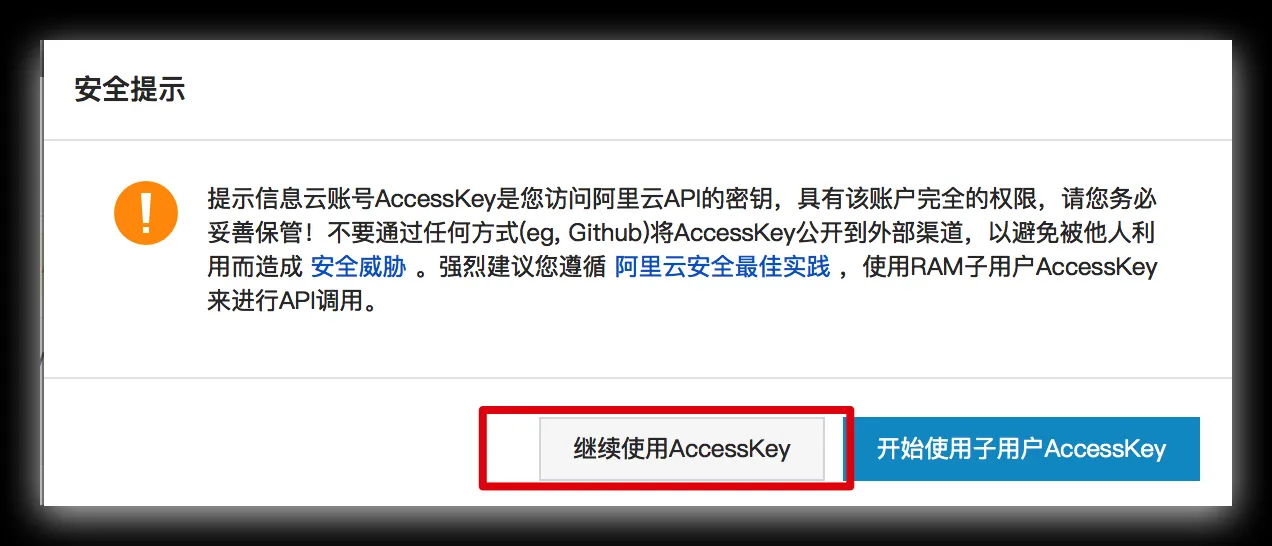 安全提示
提示信息云账号AccessKey是您访问阿里云API的密钥，具有该账户完全的权限，请您务必
妥善保管！不要通过任何方式(eg, Github)将AccessKey公开到外部渠道，以避免被他人利
用而造成 安全威胁 。强烈建议您遵循 阿里云安全最佳实践 ，使用RAM子用户AccessKey
来进行API调用。
继续使用AccessKey
开始使用子用户AccessKey